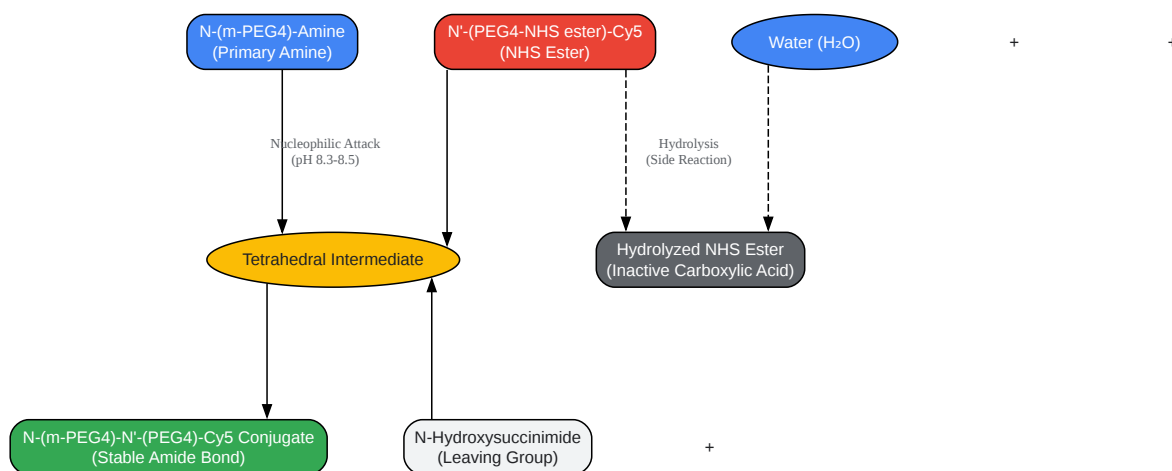 N-(m-PEG4)-Amine
(Primary Amine)
N'-(PEG4-NHS ester)-Cy5
(NHS Ester)
Water (H₂O)
+
+
Nucleophilic Attack
(pH 8.3-8.5)
Hydrolysis
(Side Reaction)
Tetrahedral Intermediate
Hydrolyzed NHS Ester
(Inactive Carboxylic Acid)
N-(m-PEG4)-N'-(PEG4)-Cy5 Conjugate
(Stable Amide Bond)
N-Hydroxysuccinimide
(Leaving Group)
+